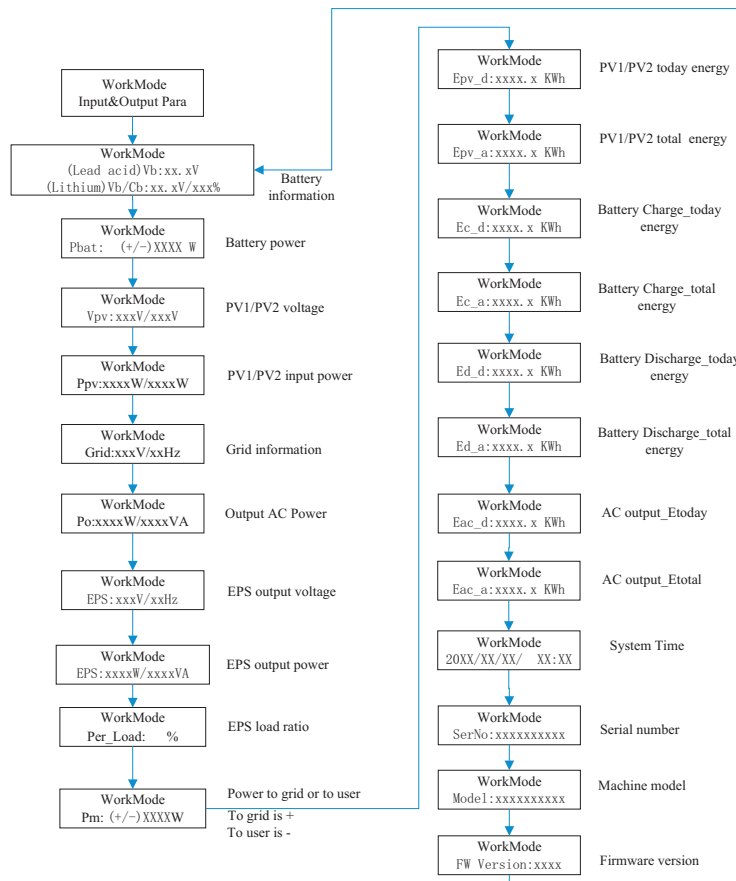 WorkMode
Input&Output Para
WorkMode
(Lead acid)Vb:xx.xV
(Lithium)Vb/Cb:xx.xV/xxx%
Battery
information
WorkMode
Pbat: (+/-)XXXX W
Battery power
WorkMode
Vpv:xxxV/xxxV
PV1/PV2 voltage
WorkMode
Ppv:xxxxW/xxxxW
PV1/PV2 input power
WorkMode
Grid:xxxV/xxHz
Grid information
WorkMode
Po:xxxxW/xxxxVA
Output AC Power
WorkMode
EPS:xxxV/xxHz
EPS output voltage
WorkMode
EPS:xxxxW/xxxxVA
EPS output power
WorkMode
Per_Load: %
EPS load ratio
WorkMode
Pm: (+/-)XXXXW
Power to grid or to user
To grid is +
To user is -
WorkMode
Epv_d:xxxx.x KWh
PV1/PV2 today energy
WorkMode
Epv_a:xxxx.x KWh
PV1/PV2 total energy
WorkMode
Ec_d:xxxx.x KWh
Battery Charge_today
energy
WorkMode
Ec_a:xxxx.x KWh
Battery Charge_total
energy
WorkMode
Ed_d:xxxx.x KWh
Battery Discharge_today
energy
WorkMode
Ed_a:xxxx.x KWh
Battery Discharge_total
energy
WorkMode
Eac_d:xxxx.x KWh
AC output_Etoday
WorkMode
Eac_a:xxxx.x KWh
AC output_Etotal
WorkMode
20XX/XX/XX/ XX:XX
System Time
WorkMode
SerNo:xxxxxxxxxx
Serial number
WorkMode
Model:xxxxxxxxxx
Machine model
WorkMode
FW Version:xxxx
Firmware version